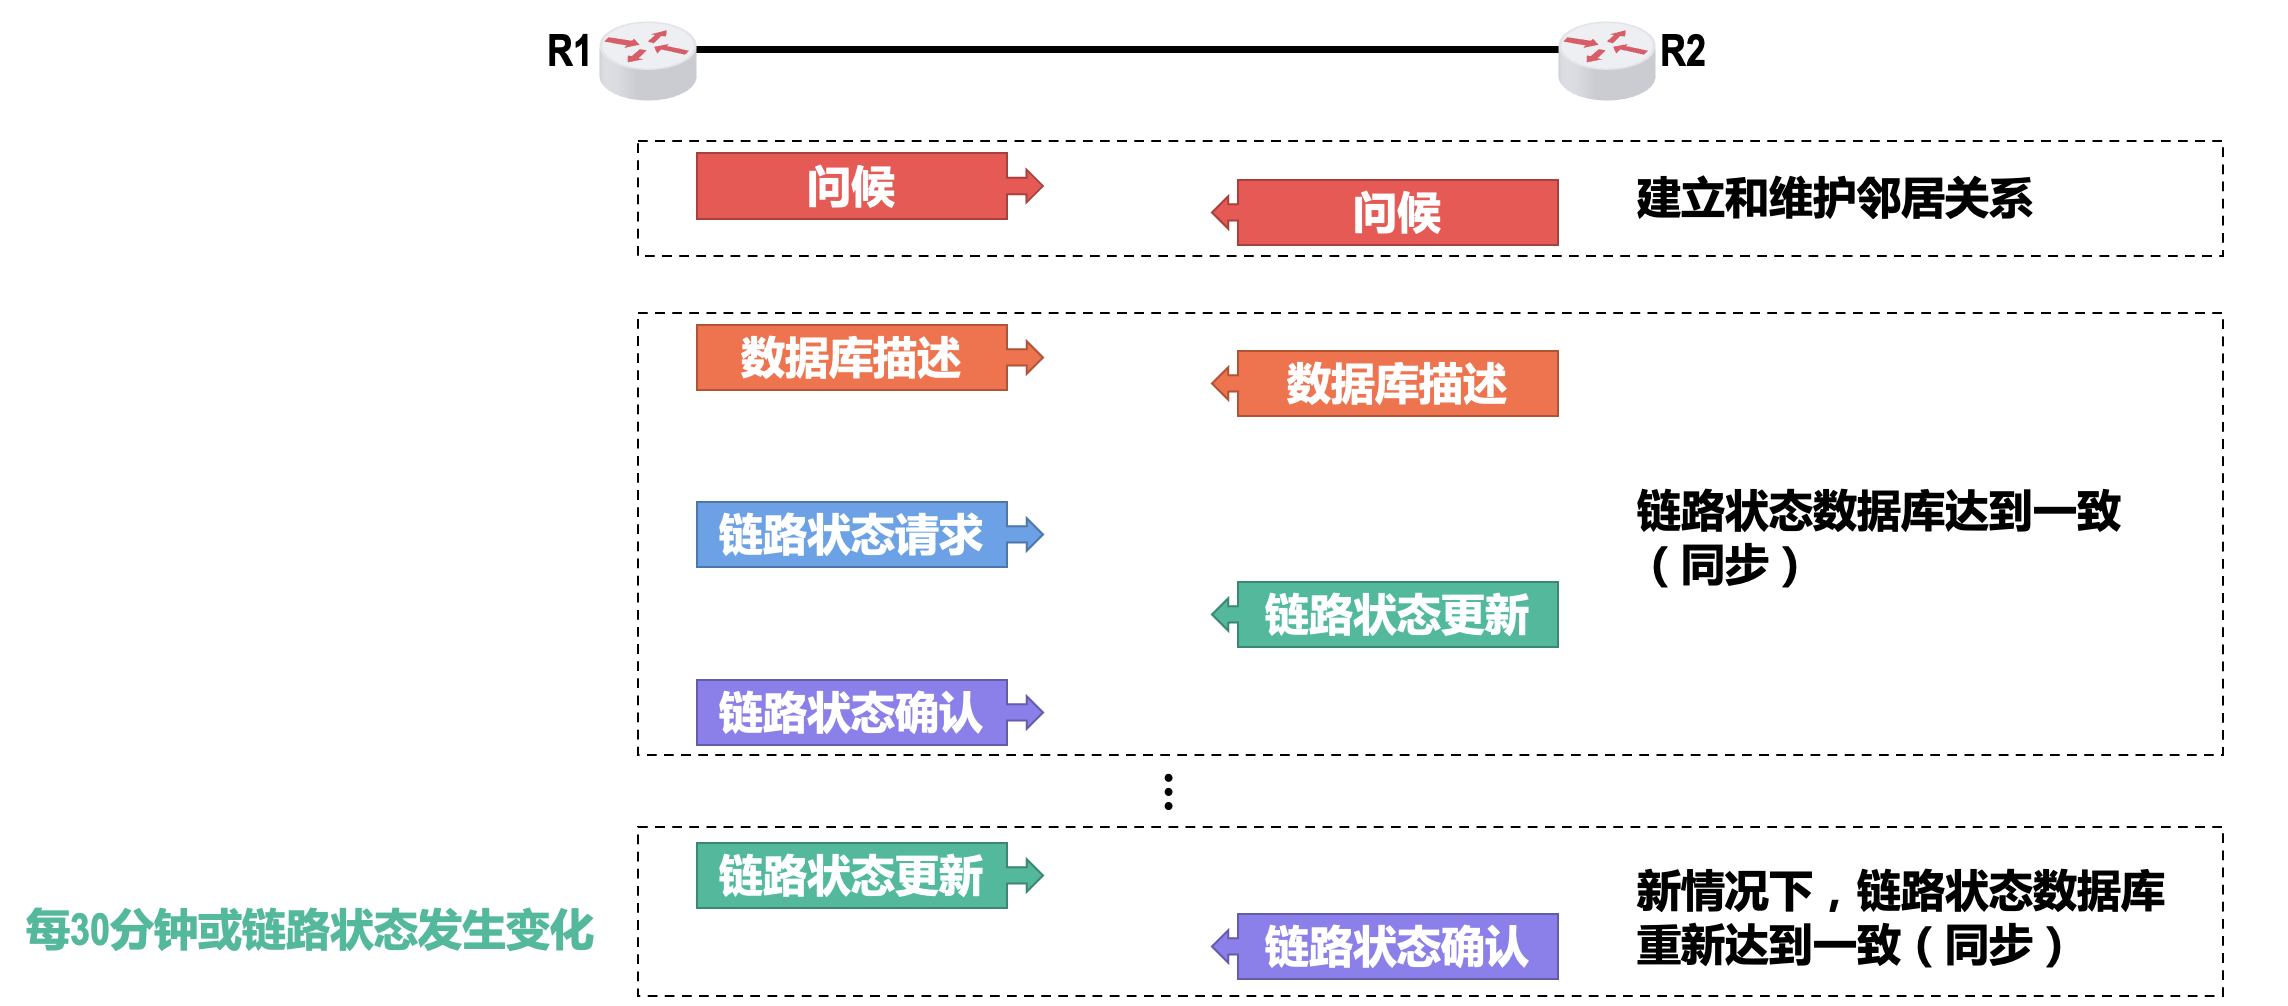 R1
R2
问候
问候
建立和维护邻居关系
数据库描述
数据库描述
链路状态请求
链路状态数据库达到一致
（同步）
链路状态更新
链路状态确认
链路状态更新
每30分钟或链路状态发生变化
新情况下，链路状态数据库
重新达到一致（同步）
链路状态确认